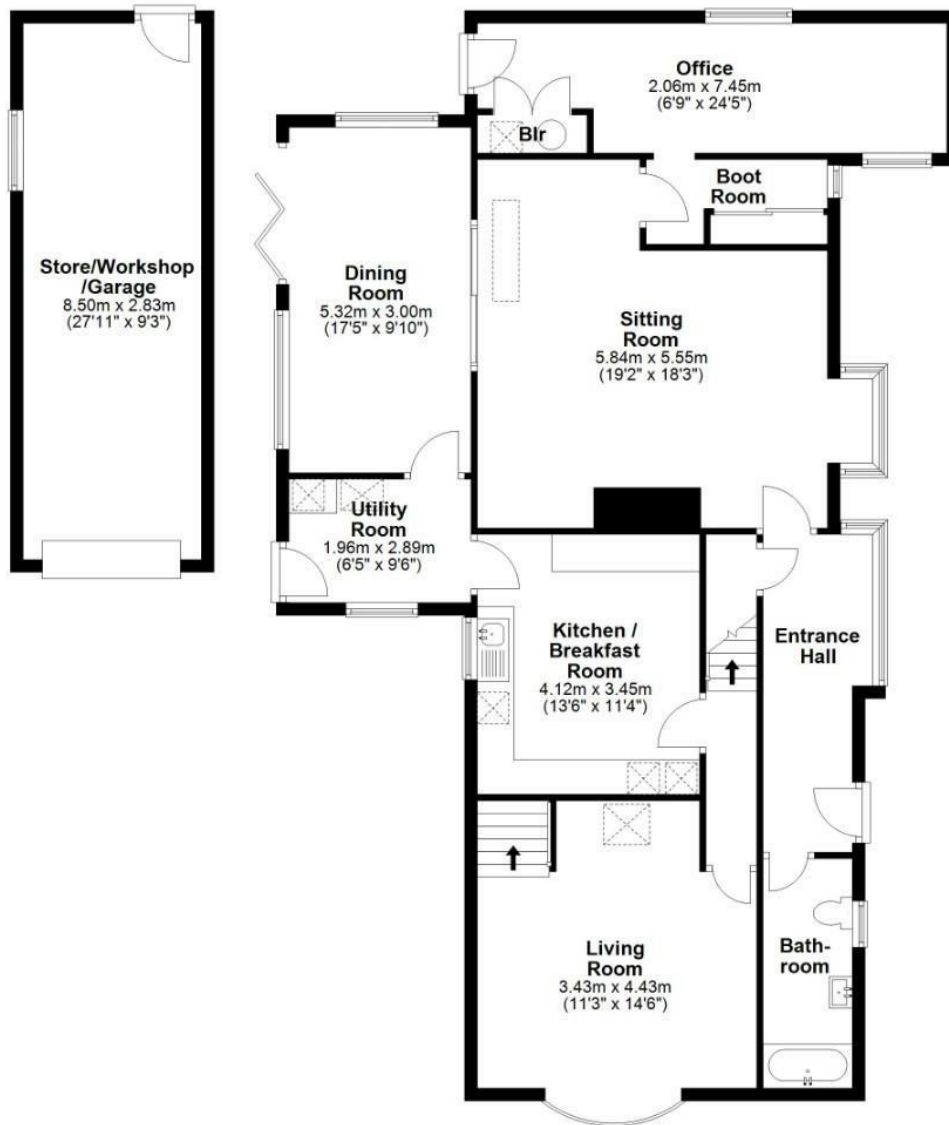 Office
2.06m x 7.45m
(6'9" x 24'5")
Blr
Boot
Room
Store/Workshop
/Garage
8.50m x 2.83m
(27'11" x 9'3")
Dining
Room
5.32m x 3.00m
(17'5" x 9'10")
Sitting
Room
5.84m x 5.55m
(19'2" x 18'3")
Utility
Room
1.96m x 2.89m
(6'5" x 9'6")
Kitchen /
Breakfast
Room
4.12m x 3.45m
(13'6" x 11'4")
Entrance
Hall
Living
Room
3.43m x 4.43m
(11'3" x 14'6")
Bath-
room